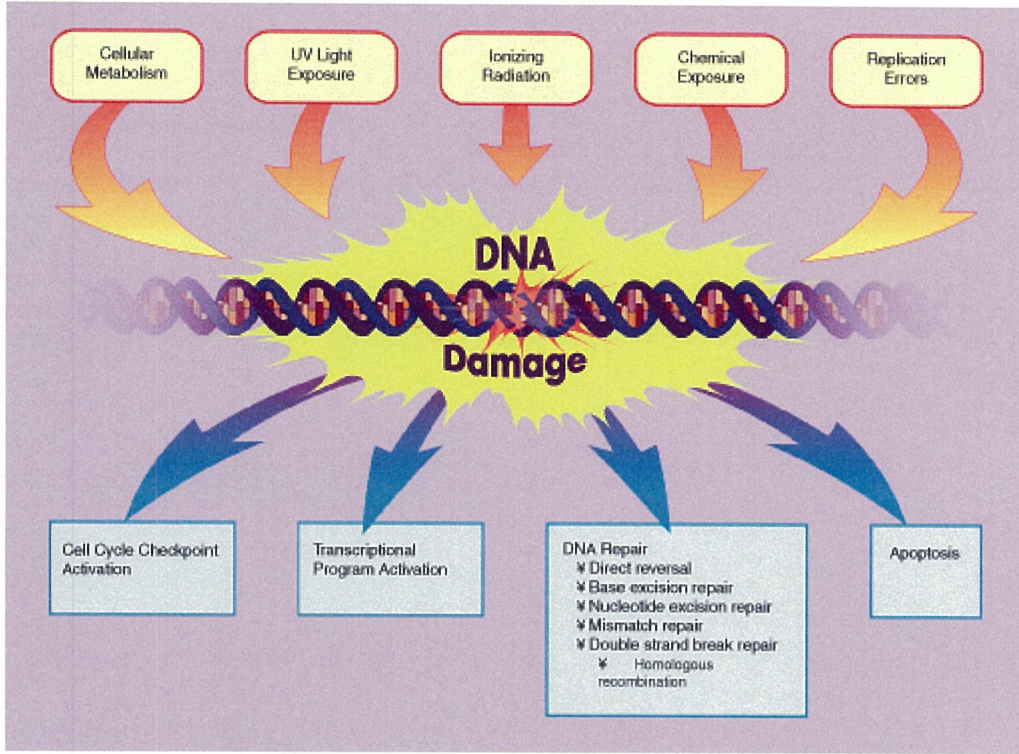 Cellular
Metabolism
UV Light
Exposure
Ionizing
Radiation
Chemical
Exposure
Replication
Errors
DNA
Damage
Cell Cycle Checkpoint
Activation
Transcriptional
Program Activation
DNA Repair
¥ Direct reversal
¥ Base excision repair
¥ Nucleotide excision repair
¥ Mismatch repair
¥ Double strand break repair
¥ Homologous
recombination
Apoptosis